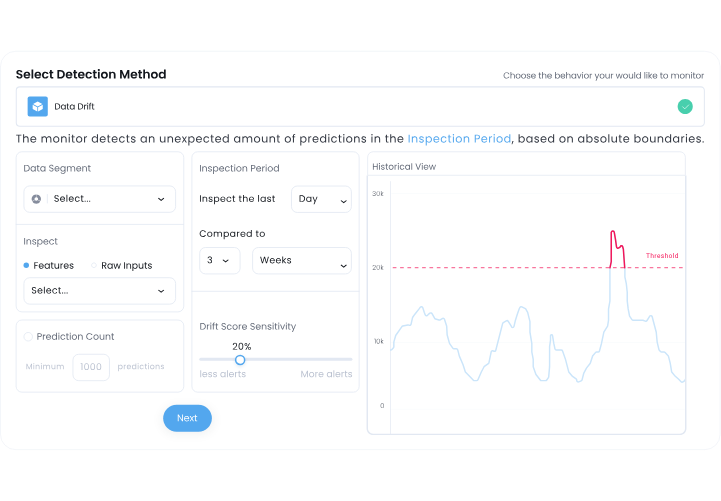 Select Detection Method
Choose the behavior your would like to monitor
Data Drift
The monitor detects an unexpected amount of predictions in the Inspection Period, based on absolute boundaries.
Data Segment
Select...
Inspect
Features
Raw Inputs
Select...
Prediction Count
Minimum 1000 predictions
Inspection Period
Inspect the last Day
Compared to
3 Weeks
Drift Score Sensitivity
20%
less alerts More alerts
Historical View
30k
Threshold
20k
10k
0
Next